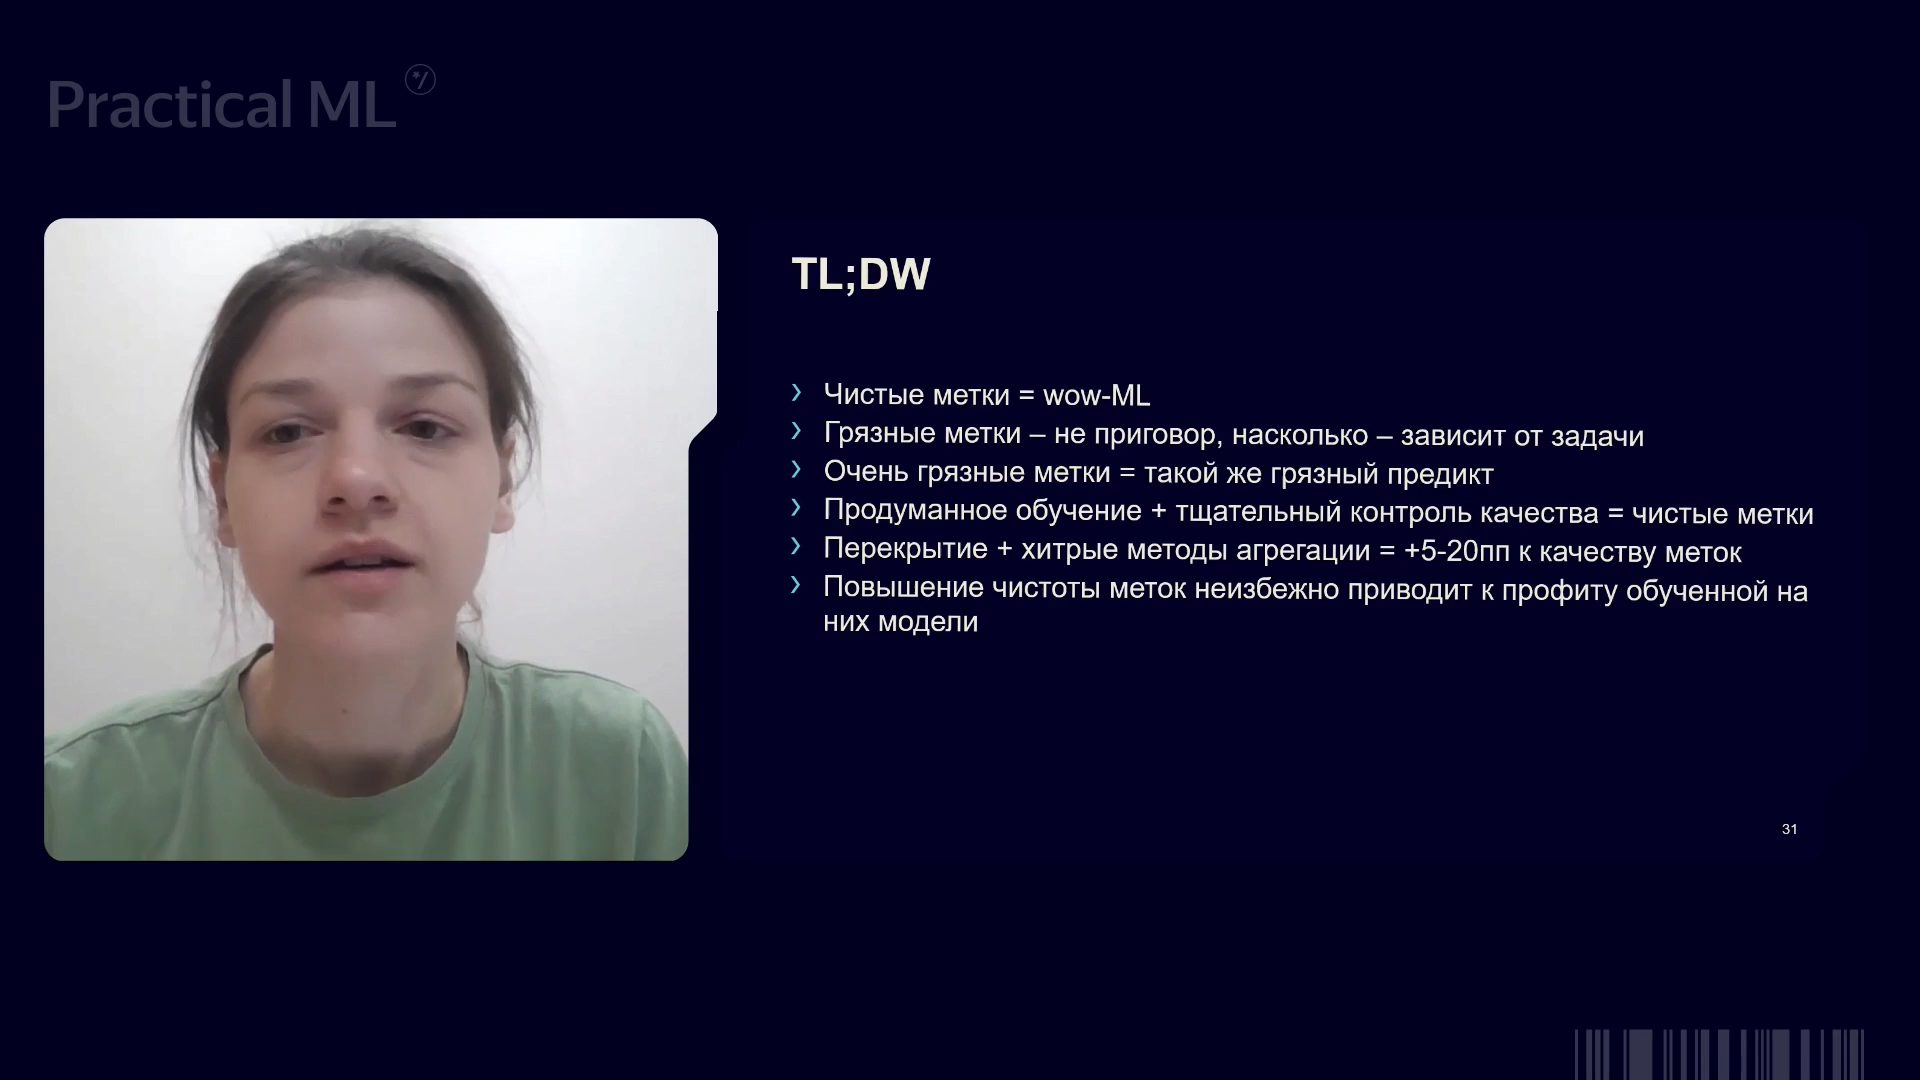 Practical ML
TL;DW
Чистые метки = wow-ML
Грязные метки – не приговор, насколько – зависит от задачи
Очень грязные метки = такой же грязный предикт
Продуманное обучение + тщательный контроль качества = чистые метки
Перекрытие + хитрые методы агрегации = +5-20пп к качеству меток
Повышение чистоты меток неизбежно приводит к профиту обученной на
них модели
31